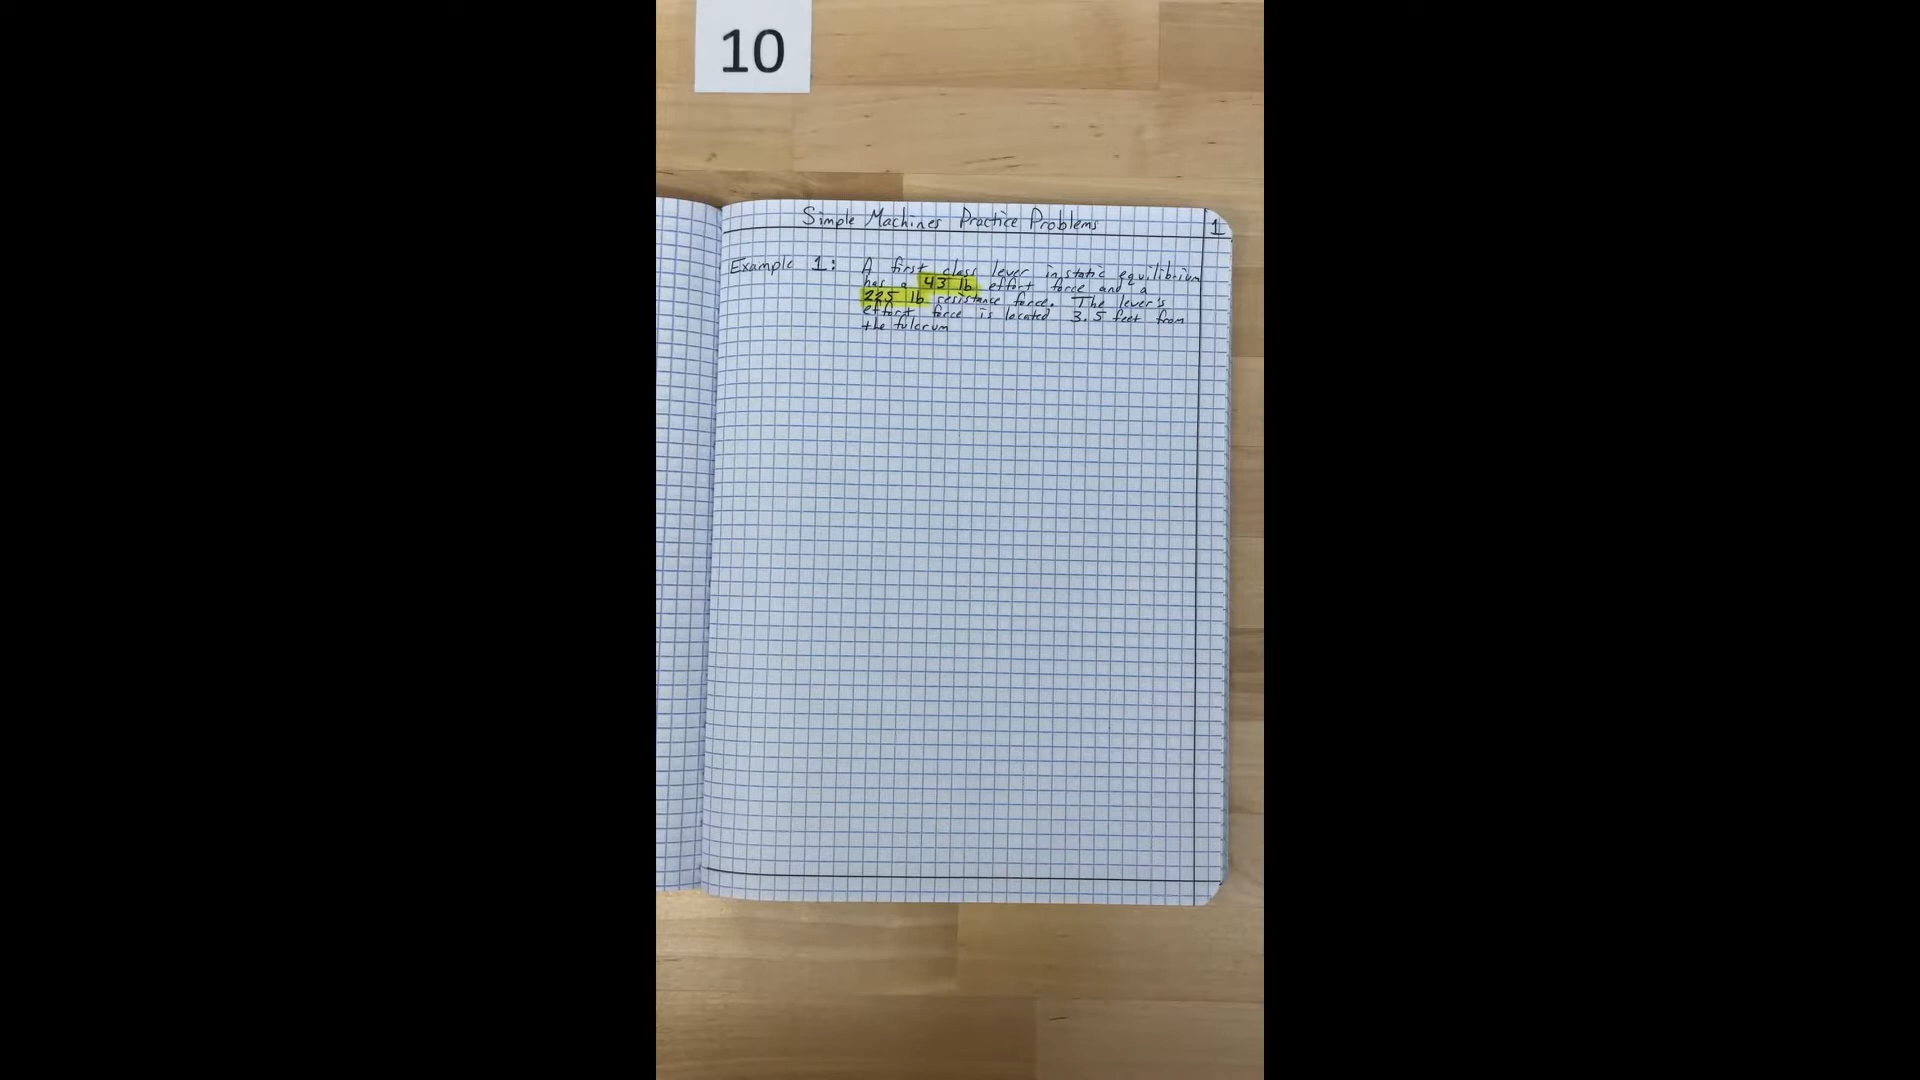 10
Simple Machines Practice Problems 1
Example 1: A first class lever in static equilibrium
has a 43 lb effort force and a
225 lb resistance force. The lever's
effort force is located 3.5 feet from
the fulcrum